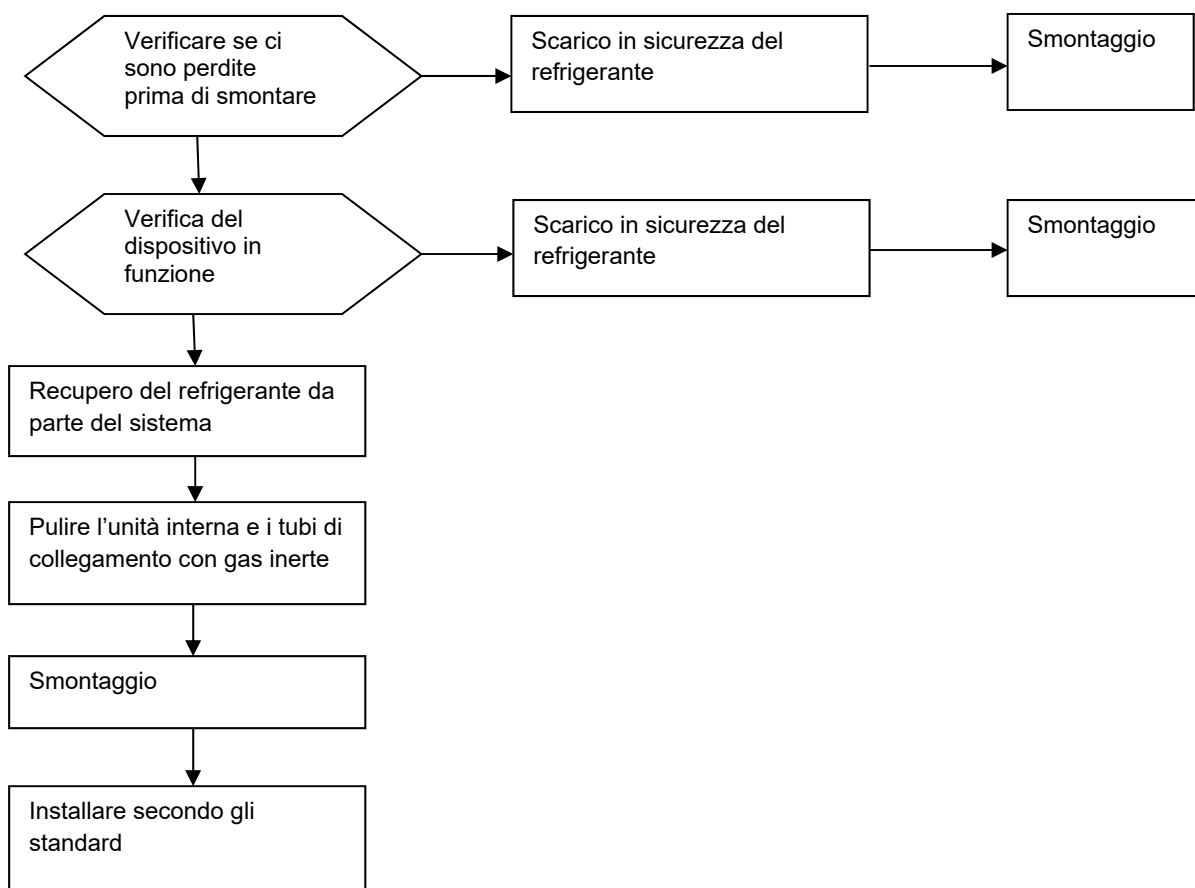 Verificare se ci
sono perdite
prima di smontare
Scarico in sicurezza del
refrigerante
Smontaggio
Verifica del
dispositivo in
funzione
Scarico in sicurezza del
refrigerante
Smontaggio
Recupero del refrigerante da
parte del sistema
Pulire l’unità interna e i tubi di
collegamento con gas inerte
Smontaggio
Installare secondo gli
standard